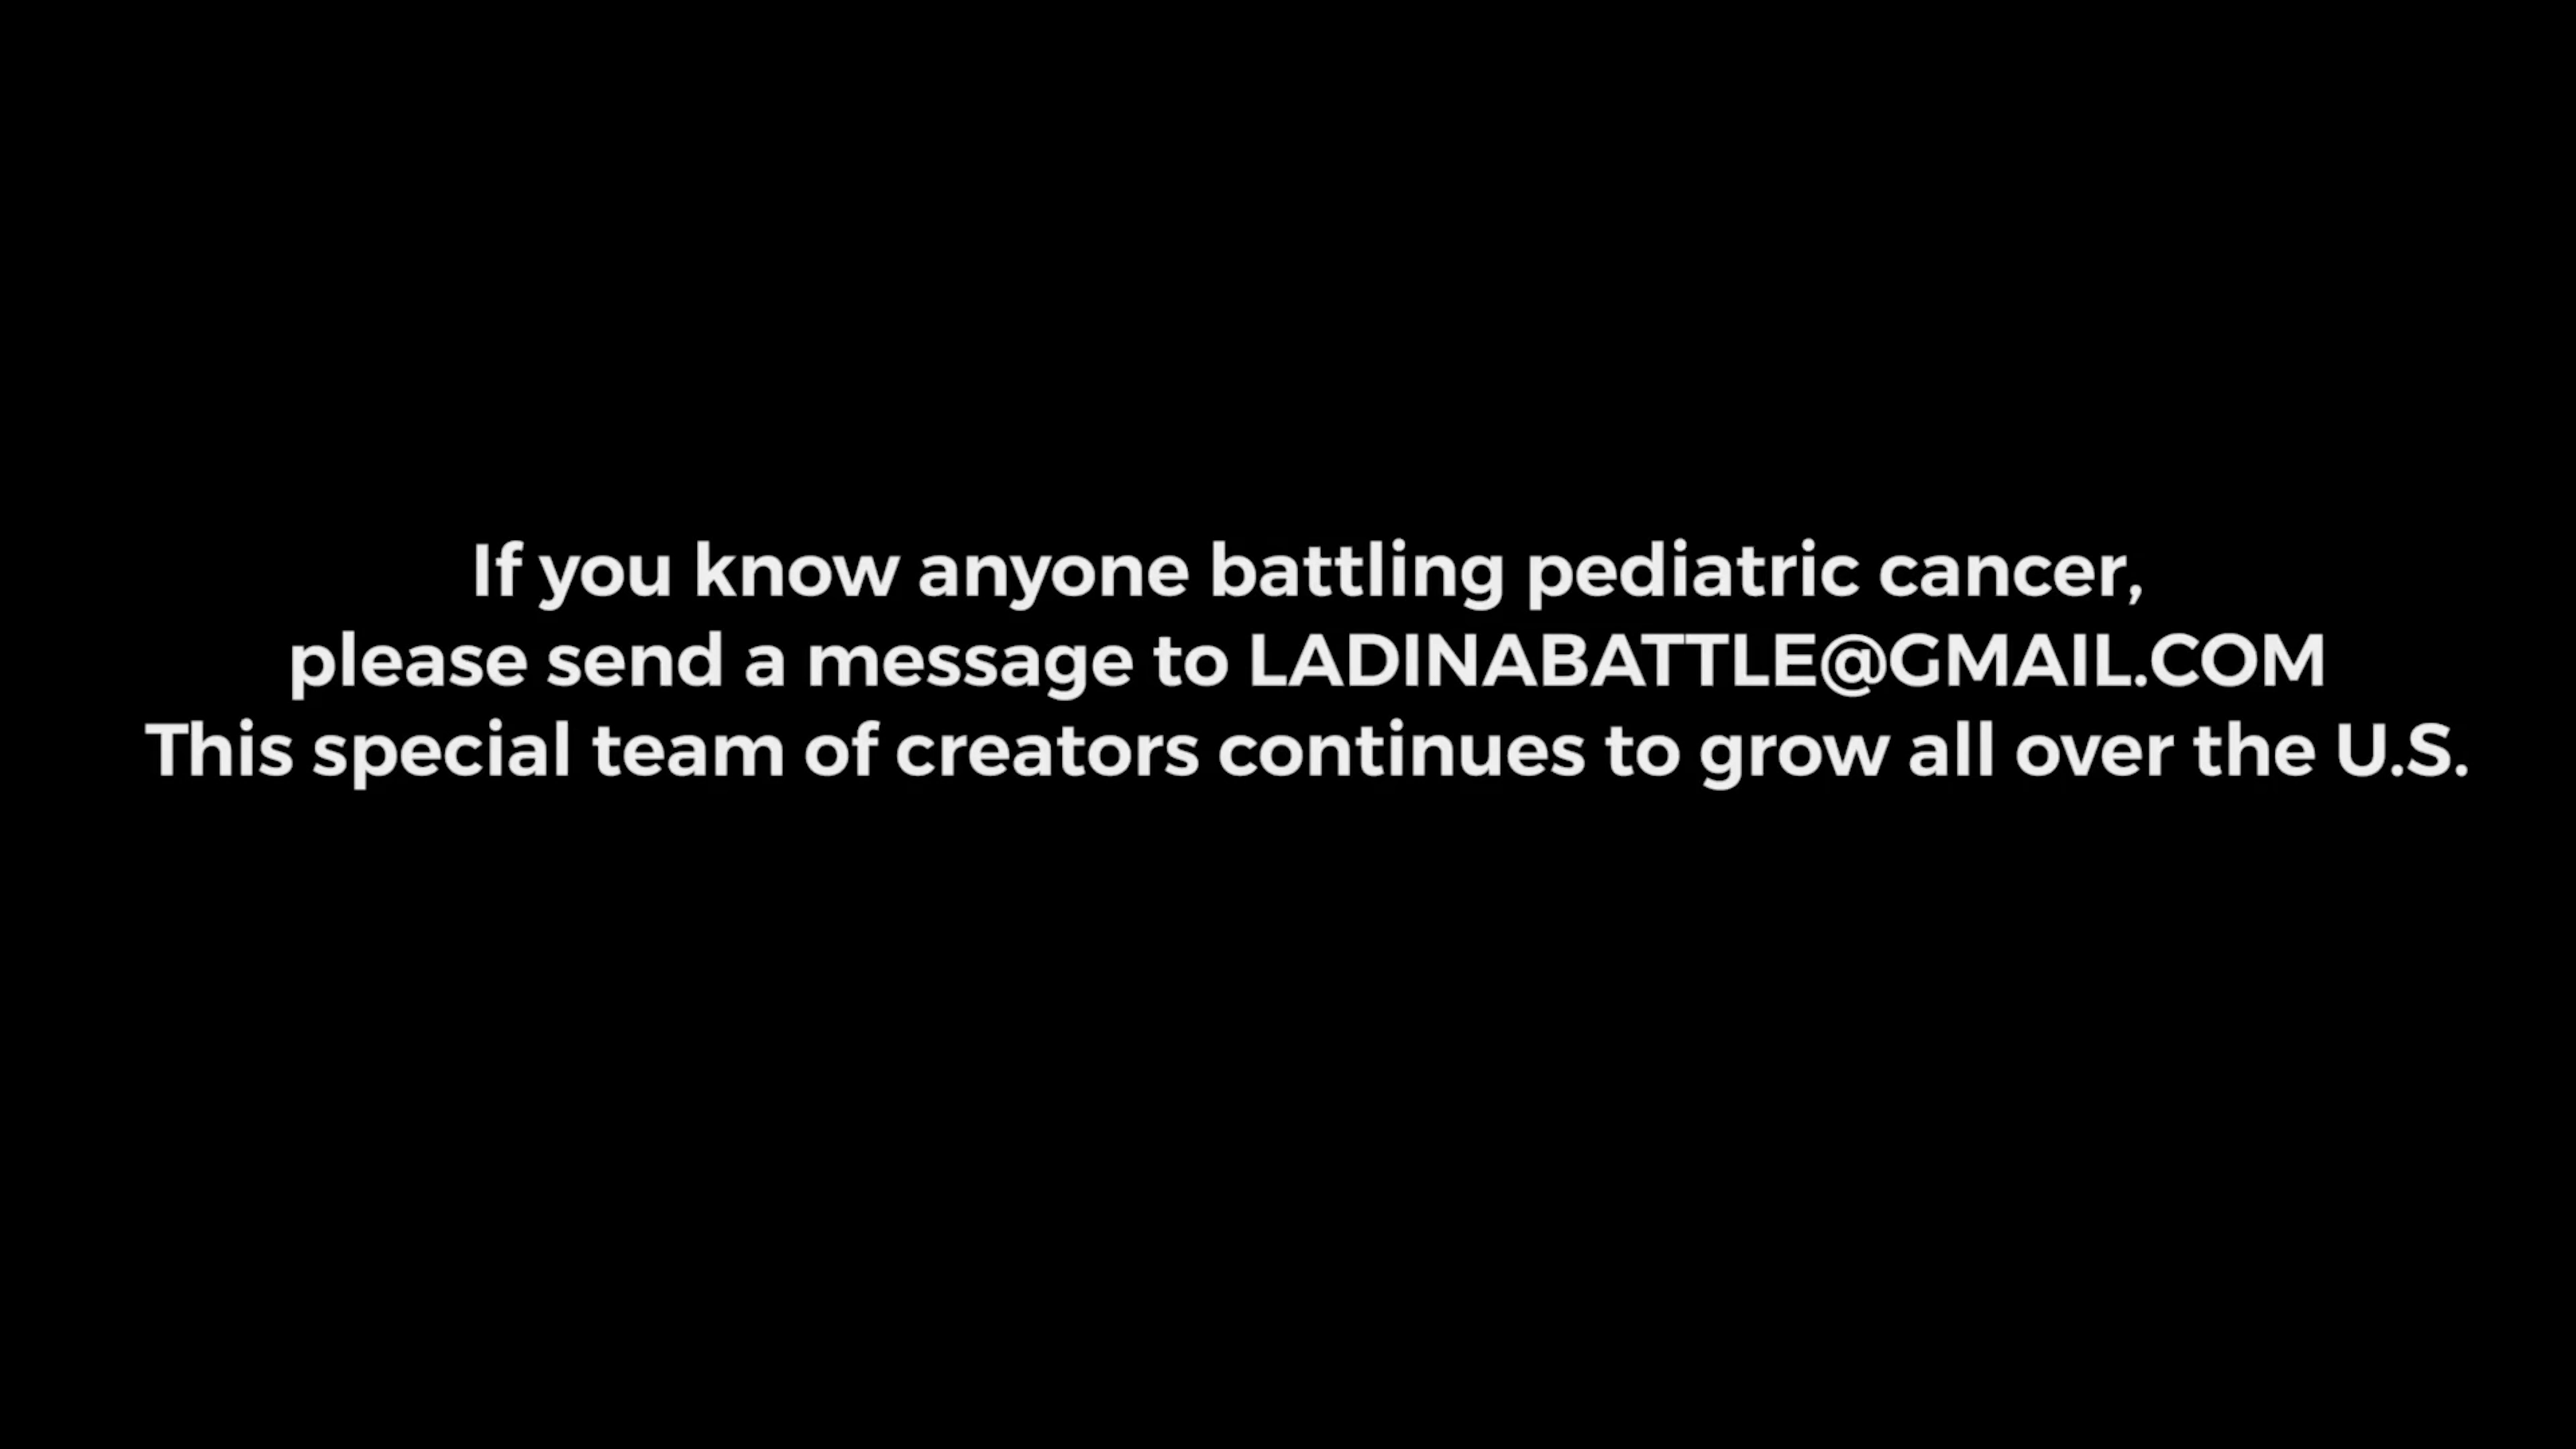 If you know anyone battling pediatric cancer,
please send a message to LADINABATTLE@GMAIL.COM
This special team of creators continues to grow all over the U.S.